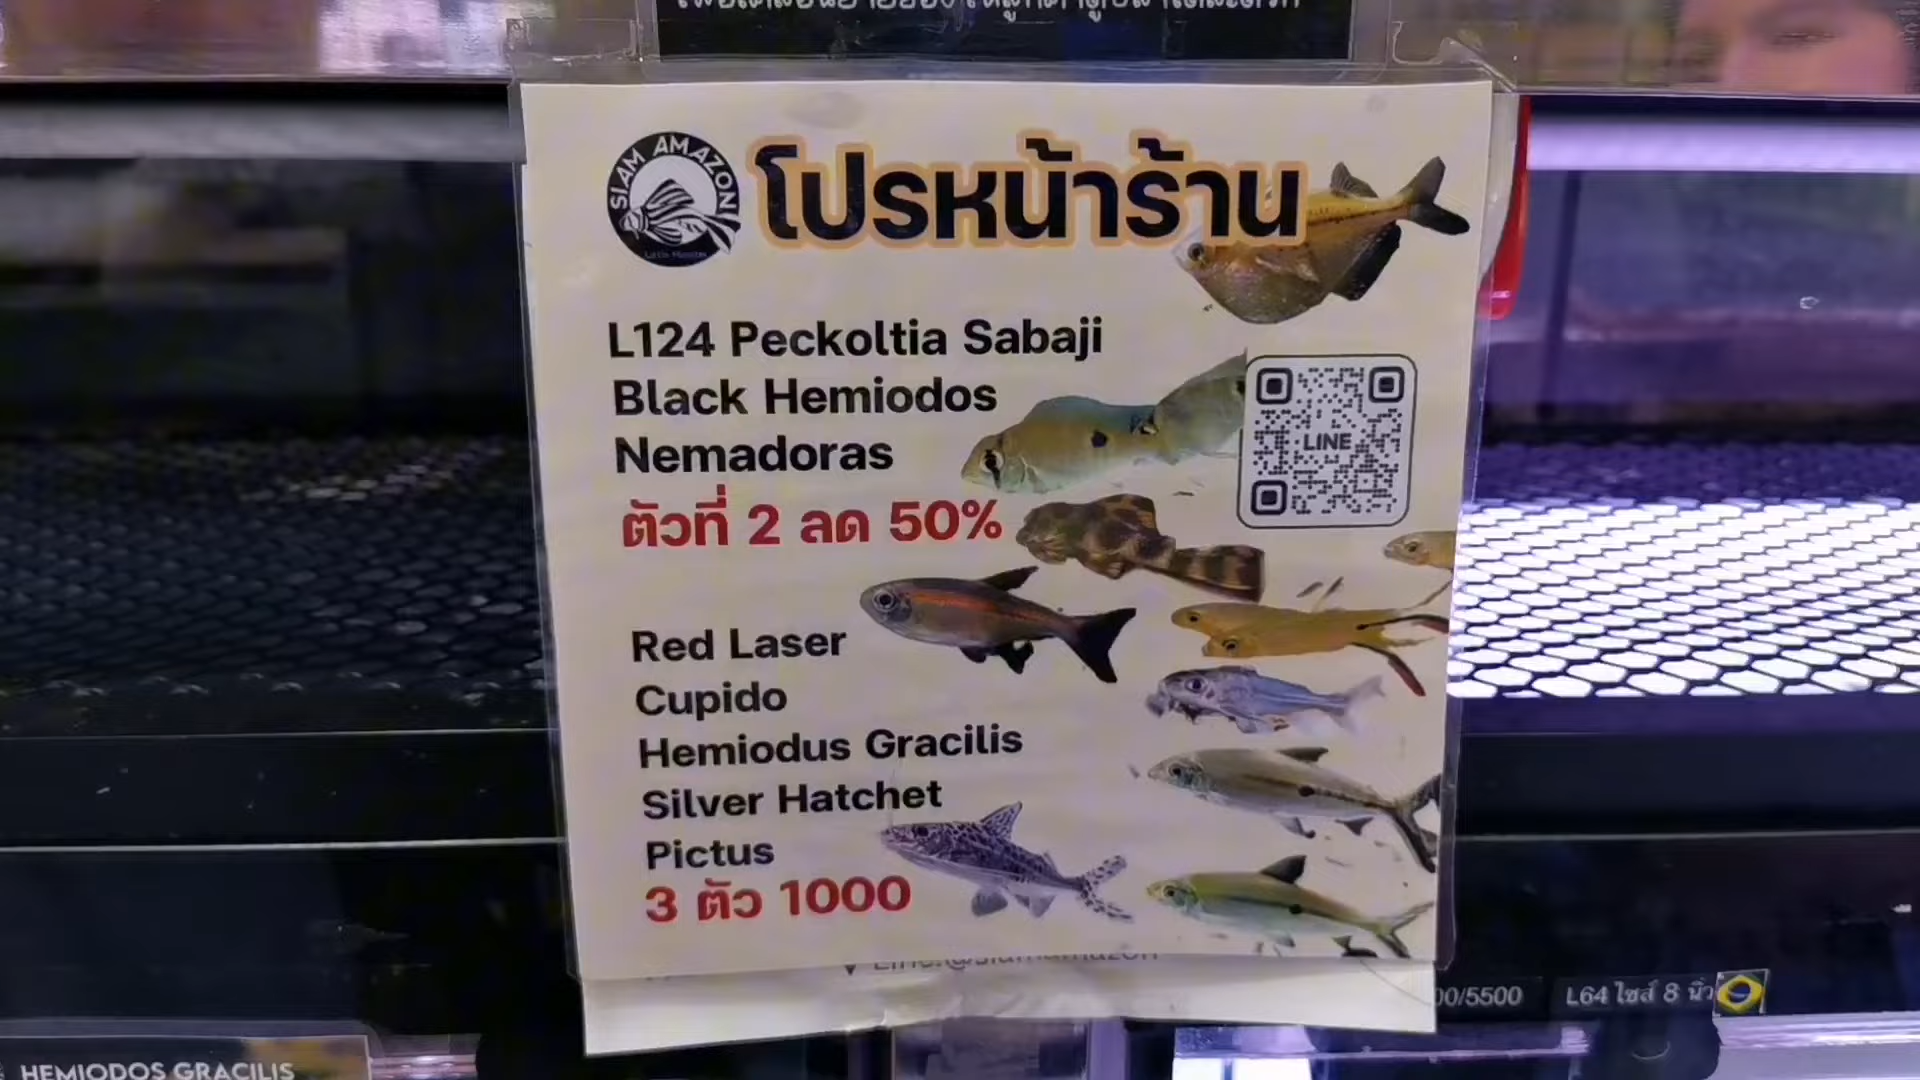 SIAM AMAZON
โปรหน้าร้าน
L124 Peckoltia Sabaji
Black Hemiodos
Nemadoras
ตัวที่ 2 ลด 50%
LINE
Red Laser
Cupido
Hemiodus Gracilis
Silver Hatchet
Pictus
3 ตัว 1000
00/5500
L64 ไซส์ 8 นิ้ว
HEMIODOS GRACILIS